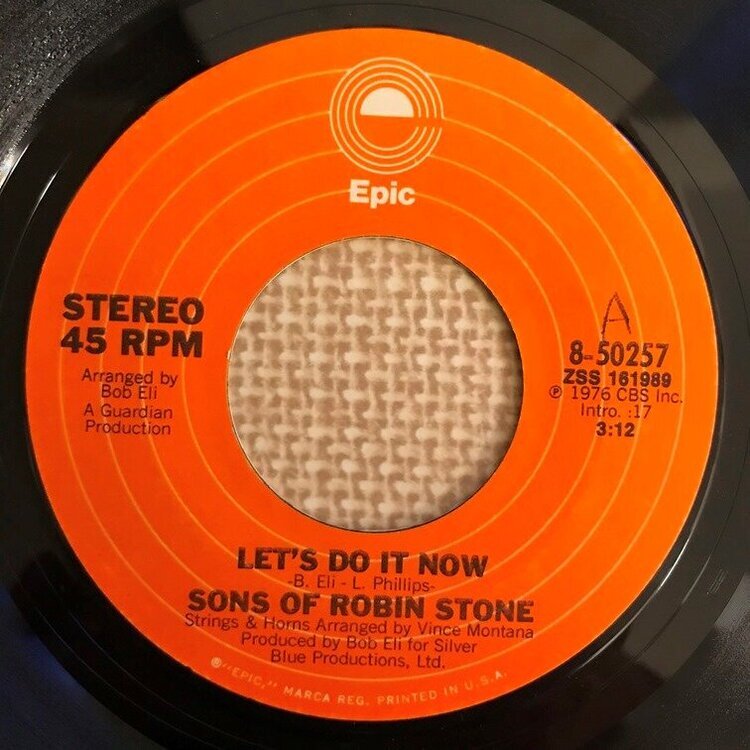 Epic
STEREO
45 RPM
Arranged by
Bob Eli
A Guardian
Production
A
8-50257
ZSS 161989
℗ 1976 CBS Inc.
Intro. :17
3:12
LET'S DO IT NOW
-B. Eli - L. Phillips-
SONS OF ROBIN STONE
Strings & Horns Arranged by Vince Montana
Produced by Bob Eli for Silver
Blue Productions, Ltd.
®"EPIC," MARCA REG. PRINTED IN U.S.A.